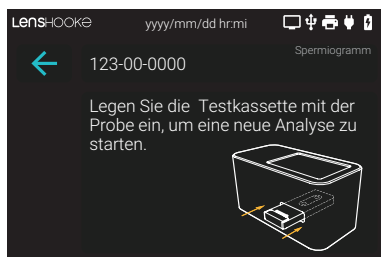 LENSHOOKE yyyy/mm/dd hr:mi
Spermiogramm
123-00-0000
Legen Sie die Testkassette mit der
Probe ein, um eine neue Analyse zu
starten.